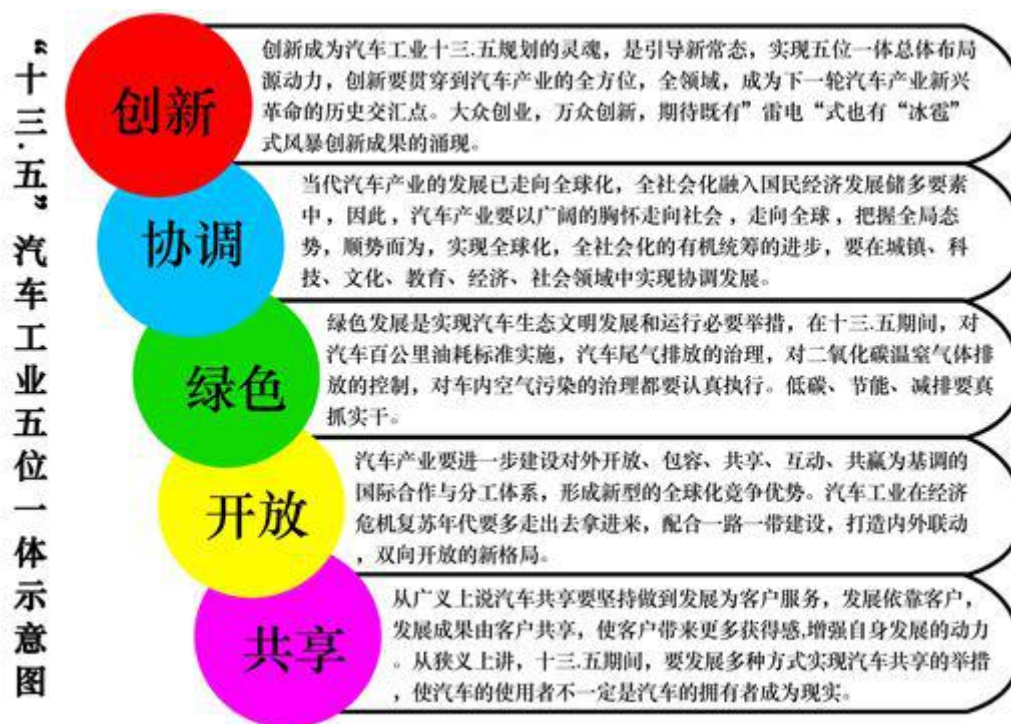 “十三.五”汽车工业五位一体示意图
创新
创新成为汽车工业十三.五规划的灵魂，是引导新常态，实现五位一体总体布局
源动力，创新要贯穿到汽车产业的全方位，全领域，成为下一轮汽车产业新兴
革命的历史交汇点。大众创业，万众创新，期待既有”雷电“式也有“冰雹”
式风暴创新成果的涌现。
协调
当代汽车产业的发展已走向全球化，全社会化融入国民经济发展储多要素
中，因此，汽车产业要以广阔的胸怀走向社会，走向全球，把握全局态
势，顺势而为，实现全球化，全社会化的有机统筹的进步，要在城镇、科
技、文化、教育、经济、社会领域中实现协调发展。
绿色
绿色发展是实现汽车生态文明发展和运行必要举措，在十三.五期间，对
汽车百公里油耗标准实施，汽车尾气排放的治理，对二氧化碳温室气体排
放的控制，对车内空气污染的治理都要认真执行。低碳、节能、减排要真
抓实干。
开放
汽车产业要进一步建设对外开放、包容、共享、互动、共赢为基调的
国际合作与分工体系，形成新型的全球化竞争优势。汽车工业在经济
危机复苏年代要多走出去拿进来，配合一路一带建设，打造内外联动
，双向开放的新格局。
共享
从广义上说汽车共享要坚持做到发展为客户服务，发展依靠客户，
发展成果由客户共享，使客户带来更多获得感,增强自身发展的动力
。从狭义上讲，十三.五期间，要发展多种方式实现汽车共享的举措
，使汽车的使用者不一定是汽车的拥有者成为现实。